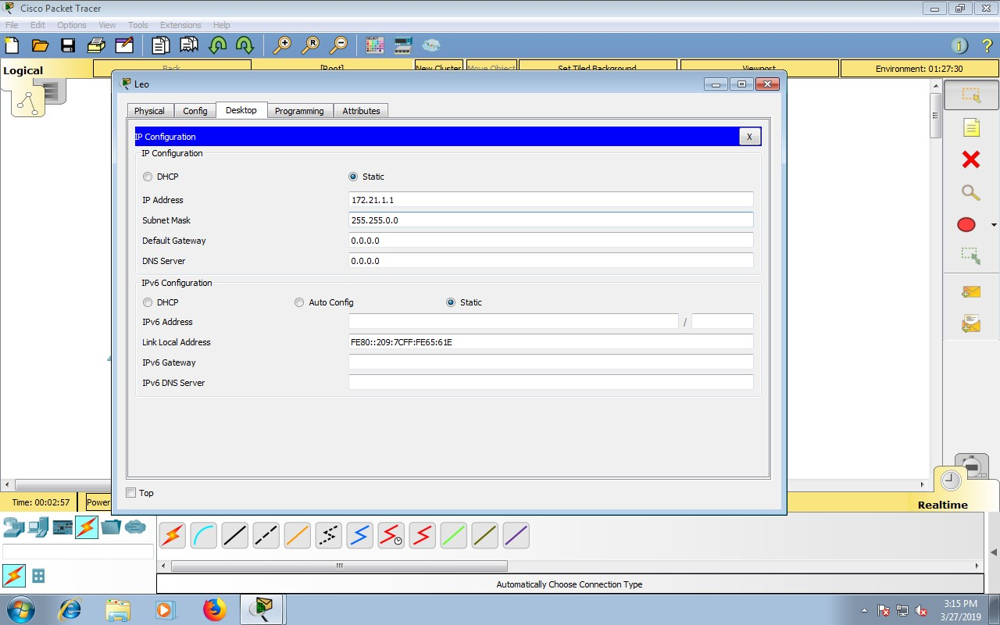 Cisco Packet Tracer
File Edit Options View Tools Extensions Help
Logical
Back
[Root]
New Cluster
Move Object
Set Tiled Background
Viewport
Environment: 01:27:30
Leo
Physical Config Desktop Programming Attributes
IP Configuration X
IP Configuration
DHCP Static
IP Address 172.21.1.1
Subnet Mask 255.255.0.0
Default Gateway 0.0.0.0
DNS Server 0.0.0.0
IPv6 Configuration
DHCP Auto Config Static
IPv6 Address /
Link Local Address FE80::209:7CFF:FE65:61E
IPv6 Gateway
IPv6 DNS Server
Top
Time: 00:02:57 Power
Realtime
Automatically Choose Connection Type
3:15 PM
3/27/2019